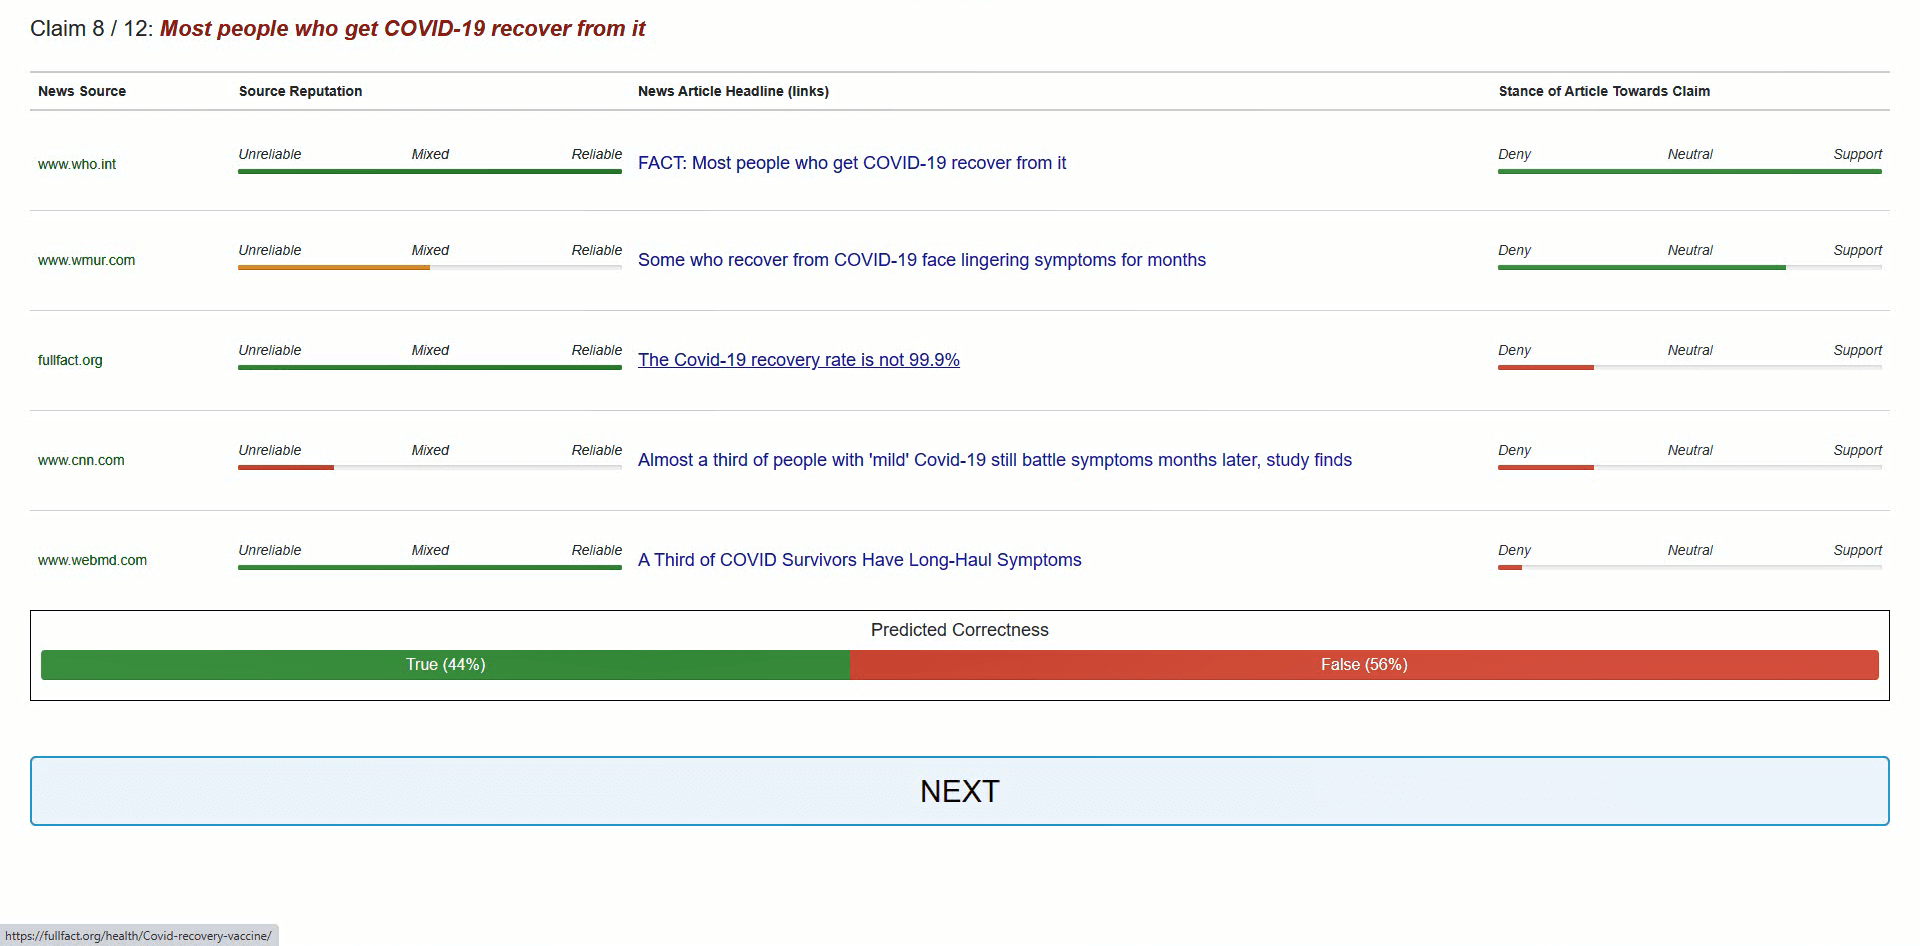 Claim 8 / 12: Most people who get COVID-19 recover from it
News Source Source Reputation News Article Headline (links) Stance of Article Towards Claim
Unreliable Mixed Reliable Deny Neutral Support
www.who.int FACT: Most people who get COVID-19 recover from it
Unreliable Mixed Reliable Deny Neutral Support
www.wmur.com Some who recover from COVID-19 face lingering symptoms for months
Unreliable Mixed Reliable Deny Neutral Support
fullfact.org The Covid-19 recovery rate is not 99.9%
Unreliable Mixed Reliable Deny Neutral Support
www.cnn.com Almost a third of people with 'mild' Covid-19 still battle symptoms months later, study finds
Unreliable Mixed Reliable Deny Neutral Support
www.webmd.com A Third of COVID Survivors Have Long-Haul Symptoms
Predicted Correctness
True (44%) False (56%)
NEXT
https://fullfact.org/health/Covid-recovery-vaccine/